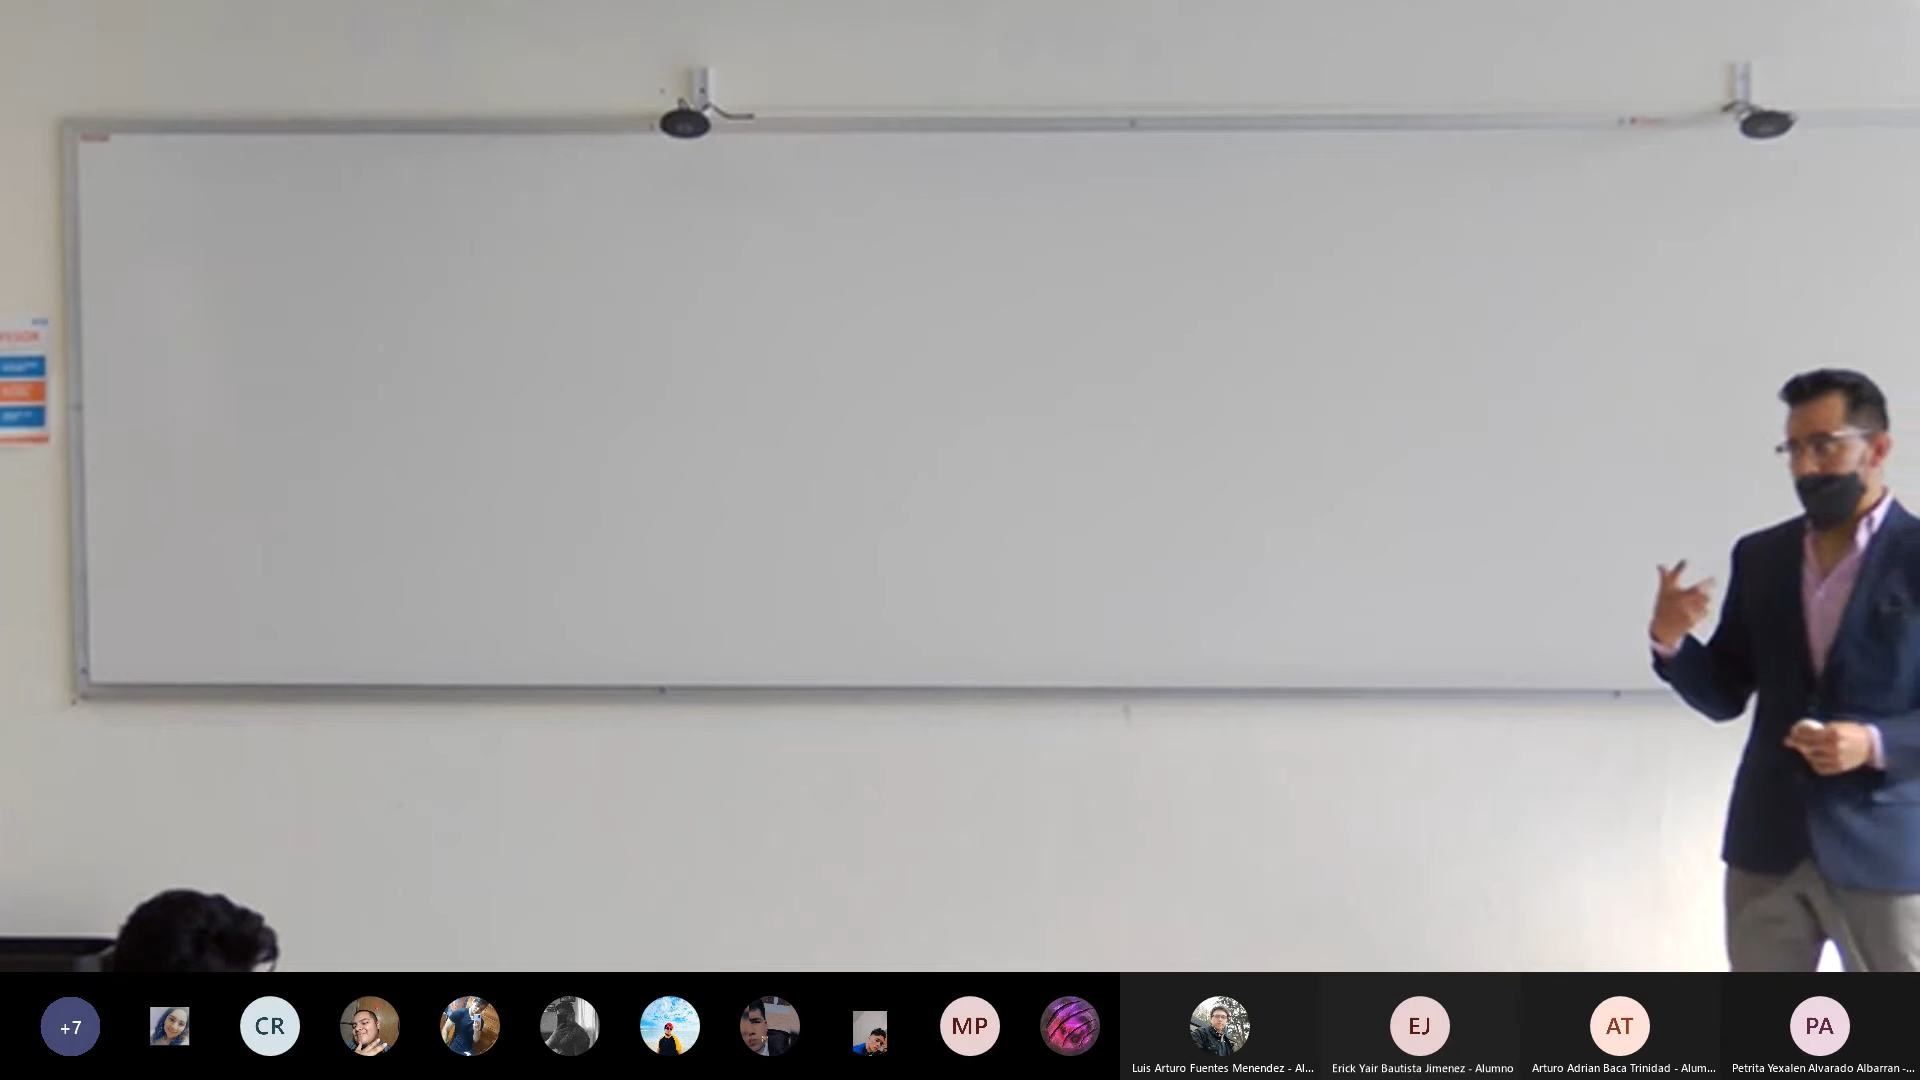 +7
CR
MP
EJ
AT
PA
Luis Arturo Fuentes Menendez - Al...
Erick Yair Bautista Jimenez - Alumno
Arturo Adrian Baca Trinidad - Alum...
Petrita Yexalen Alvarado Albarran -...